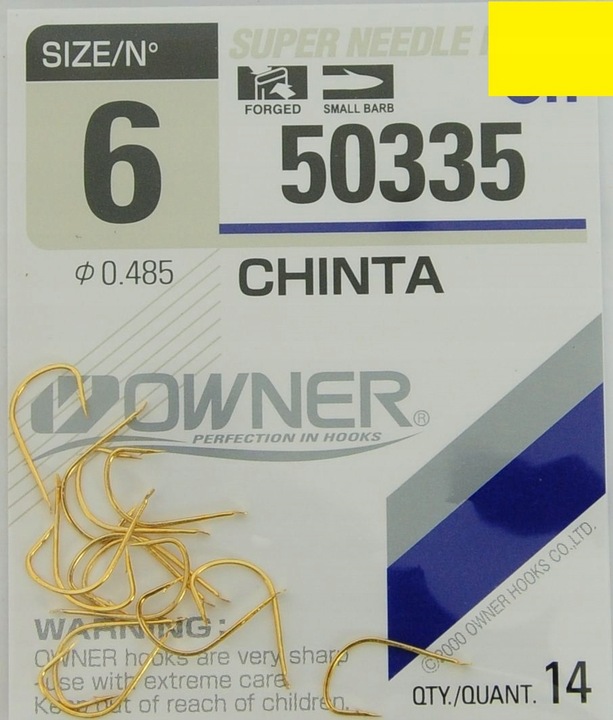 SIZE/Nº
SUPER NEEDLE
6
FORGED
SMALL BARB
50335
Φ 0.485
CHINTA
OWNER®
PERFECTION IN HOOKS
©2000 OWNER HOOKS CO.,LTD.
WARNING:
OWNER hooks are very sharp
use with extreme care.
Keep out of reach of children.
QTY./QUANT. 14